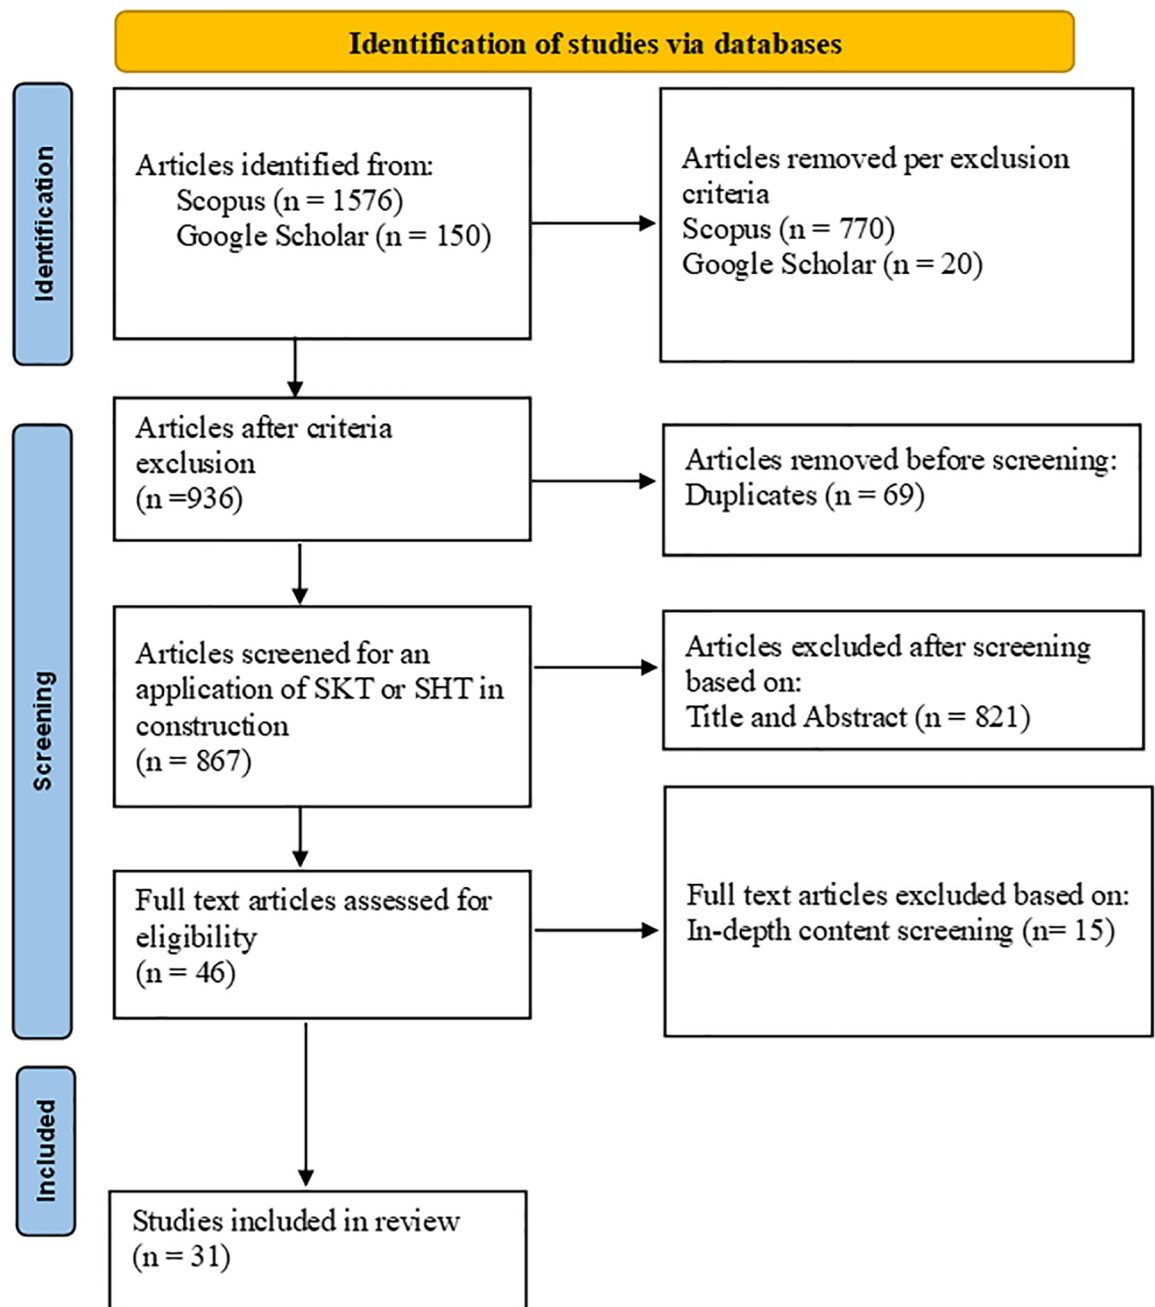 Identification of studies via databases
Identification
Articles identified from:
Scopus (n = 1576)
Google Scholar (n = 150)
Articles removed per exclusion
criteria
Scopus (n = 770)
Google Scholar (n = 20)
Screening
Articles after criteria
exclusion
(n =936)
Articles removed before screening:
Duplicates (n = 69)
Articles screened for an
application of SKT or SHT in
construction
(n = 867)
Articles excluded after screening
based on:
Title and Abstract (n = 821)
Full text articles assessed for
eligibility
(n = 46)
Full text articles excluded based on:
In-depth content screening (n= 15)
Included
Studies included in review
(n = 31)